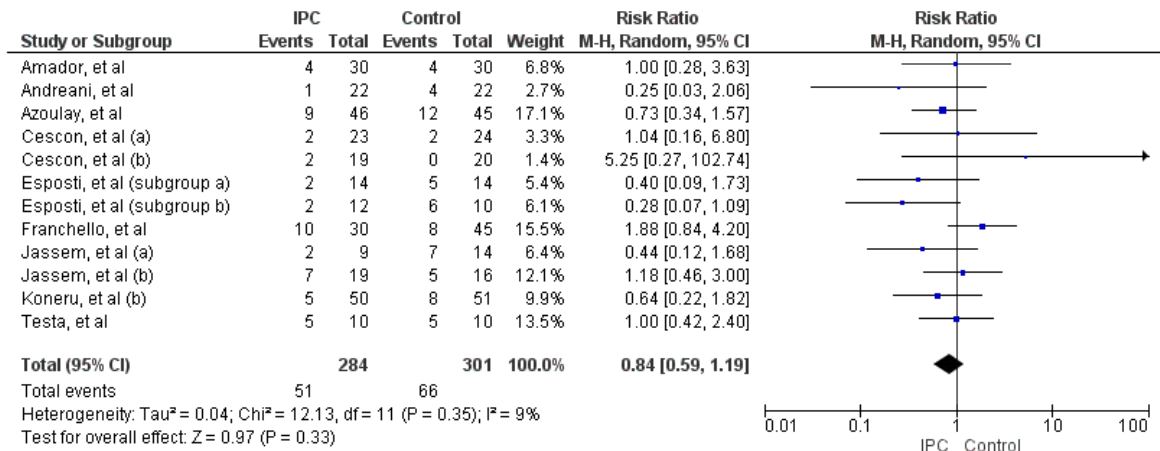 IPC Control Risk Ratio Risk Ratio
Study or Subgroup Events Total Events Total Weight M-H, Random, 95% CI M-H, Random, 95% CI
Amador, et al 4 30 4 30 6.8% 1.00 [0.28, 3.63]
Andreani, et al 1 22 4 22 2.7% 0.25 [0.03, 2.06]
Azoulay, et al 9 46 12 45 17.1% 0.73 [0.34, 1.57]
Cescon, et al (a) 2 23 2 24 3.3% 1.04 [0.16, 6.80]
Cescon, et al (b) 2 19 0 20 1.4% 5.25 [0.27, 102.74]
Esposti, et al (subgroup a) 2 14 5 14 5.4% 0.40 [0.09, 1.73]
Esposti, et al (subgroup b) 2 12 6 10 6.1% 0.28 [0.07, 1.09]
Franchello, et al 10 30 8 45 15.5% 1.88 [0.84, 4.20]
Jassem, et al (a) 2 9 7 14 6.4% 0.44 [0.12, 1.68]
Jassem, et al (b) 7 19 5 16 12.1% 1.18 [0.46, 3.00]
Koneru, et al (b) 5 50 8 51 9.9% 0.64 [0.22, 1.82]
Testa, et al 5 10 5 10 13.5% 1.00 [0.42, 2.40]
Total (95% CI) 284 301 100.0% 0.84 [0.59, 1.19]
Total events 51 66
Heterogeneity: Tau² = 0.04; Chi² = 12.13, df = 11 (P = 0.35); I² = 9%
Test for overall effect: Z = 0.97 (P = 0.33)
0.01 0.1 1 10 100
IPC Control